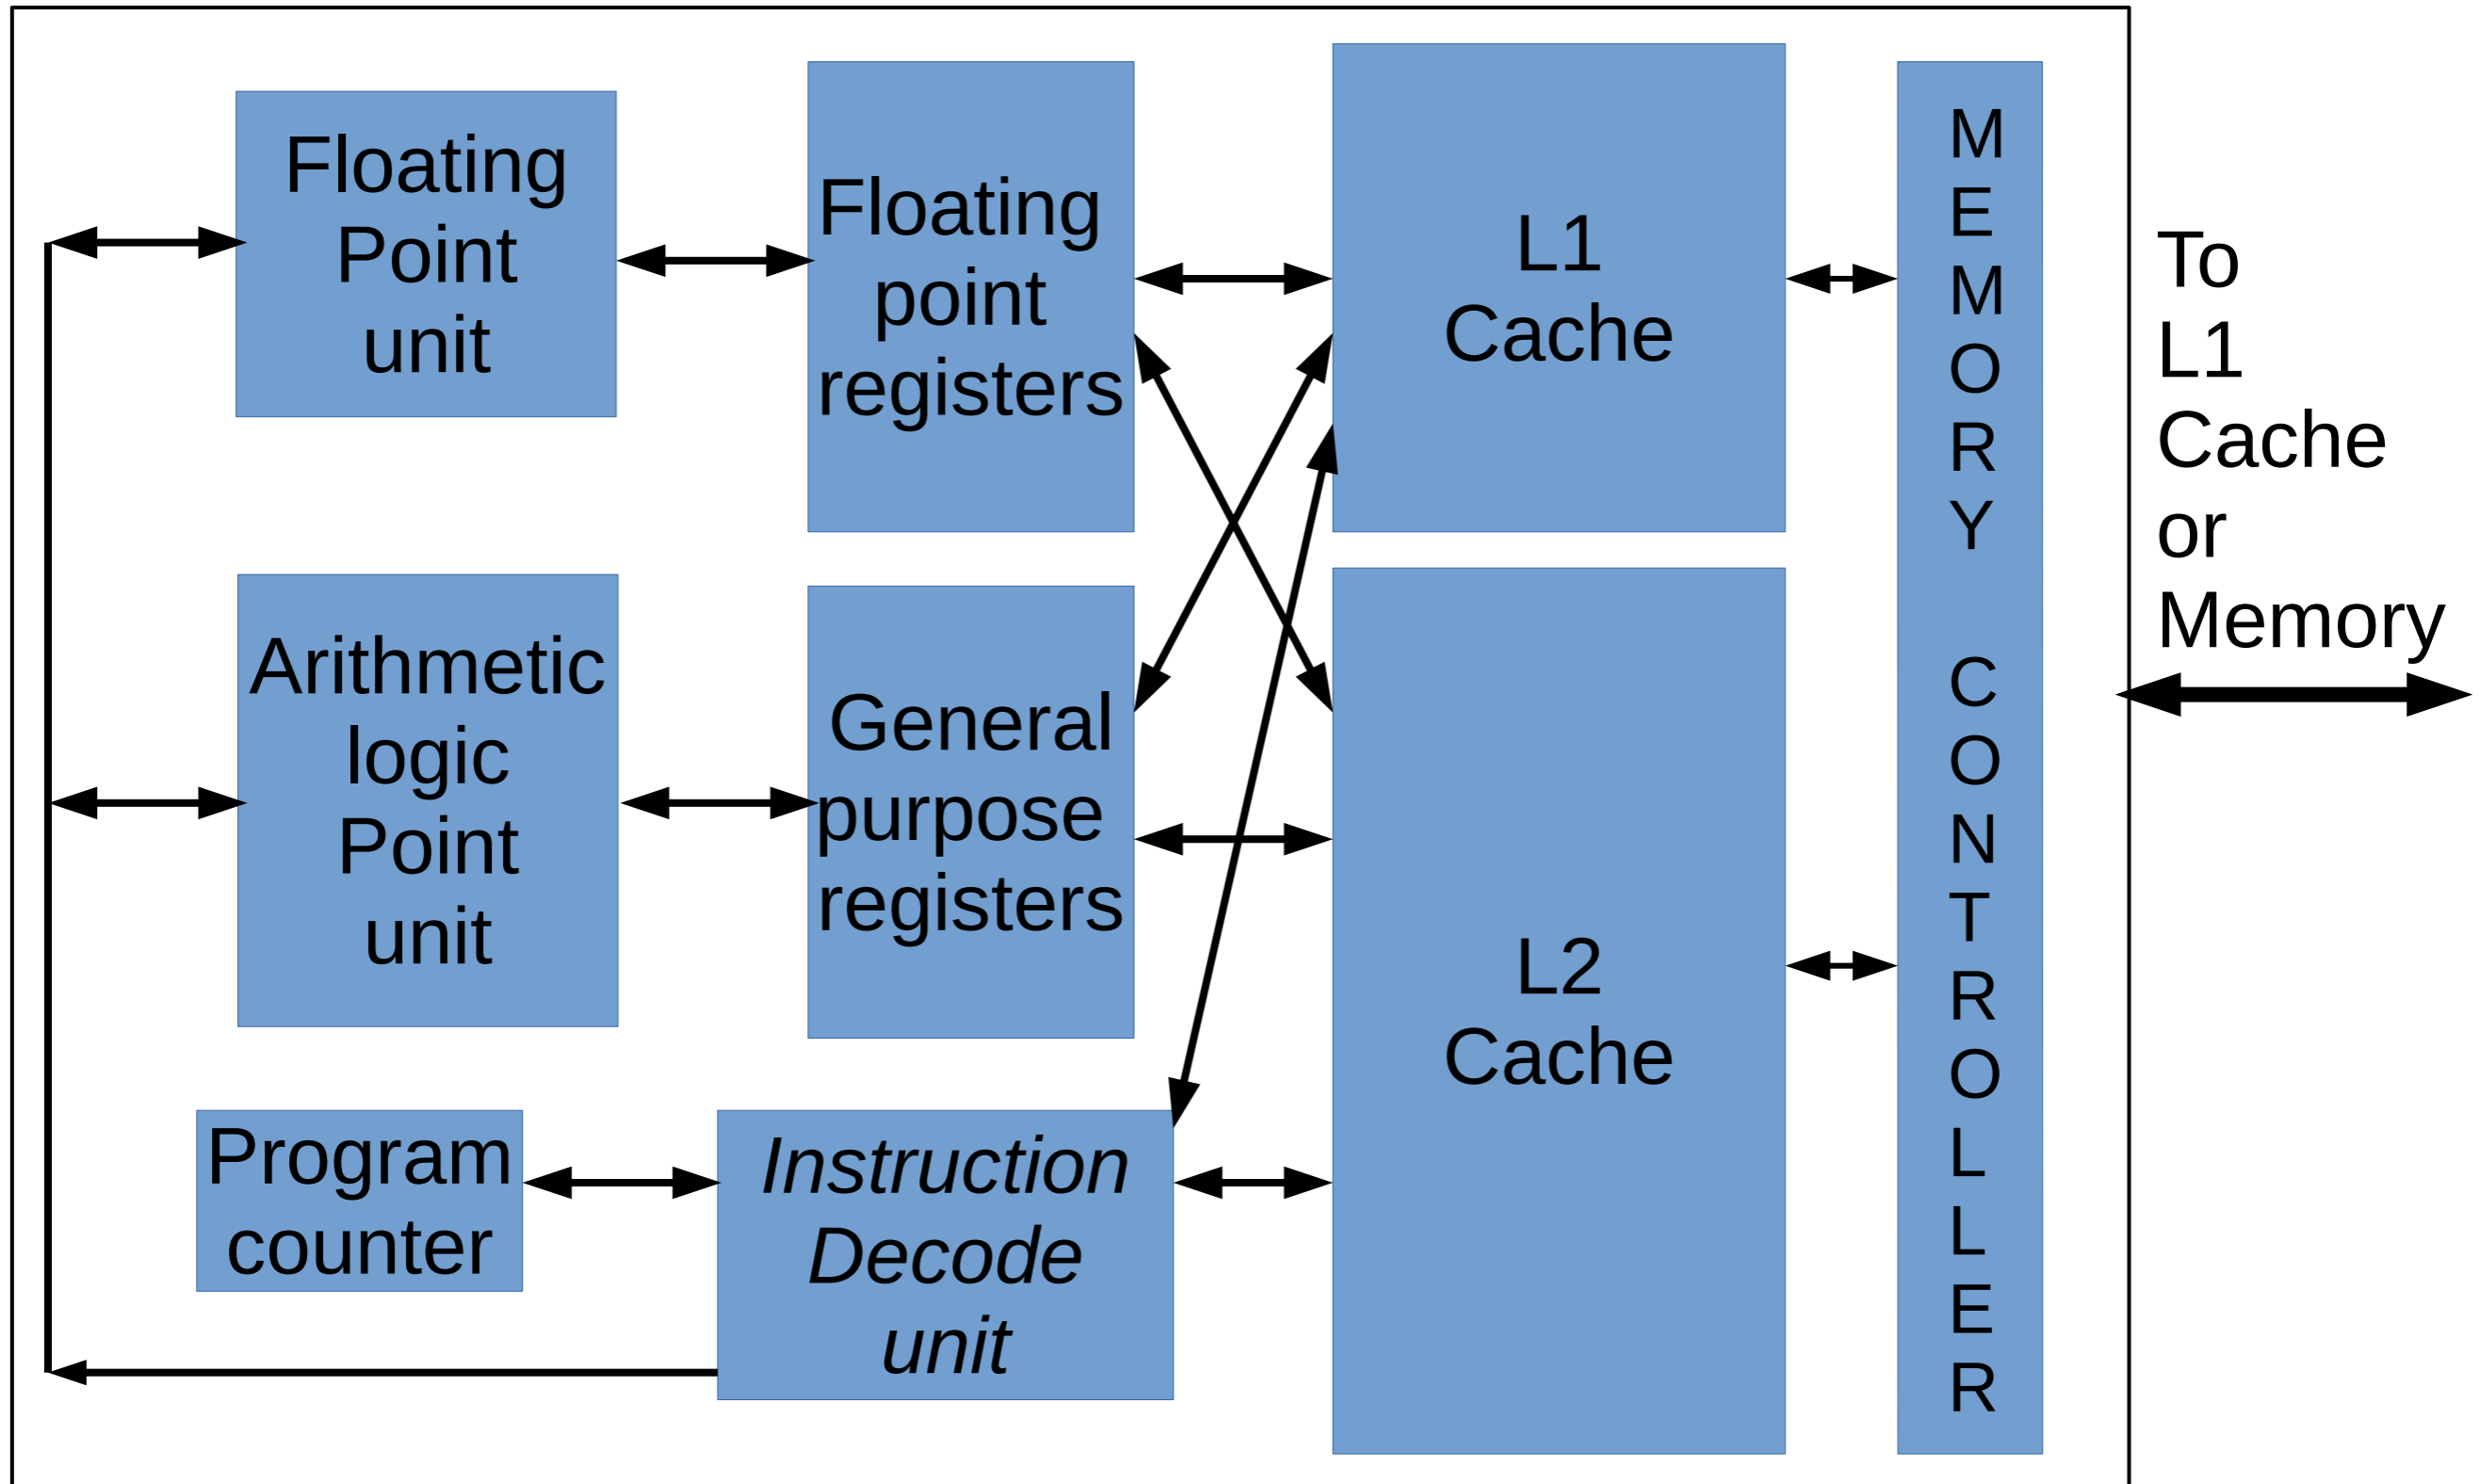 Floating
Point
unit
Floating
point
registers
L1
Cache
M
E
M
O
R
Y
C
O
N
T
R
O
L
L
E
R
To
L1
Cache
or
Memory
Arithmetic
logic
Point
unit
General
purpose
registers
L2
Cache
Program
counter
Instruction
Decode
unit